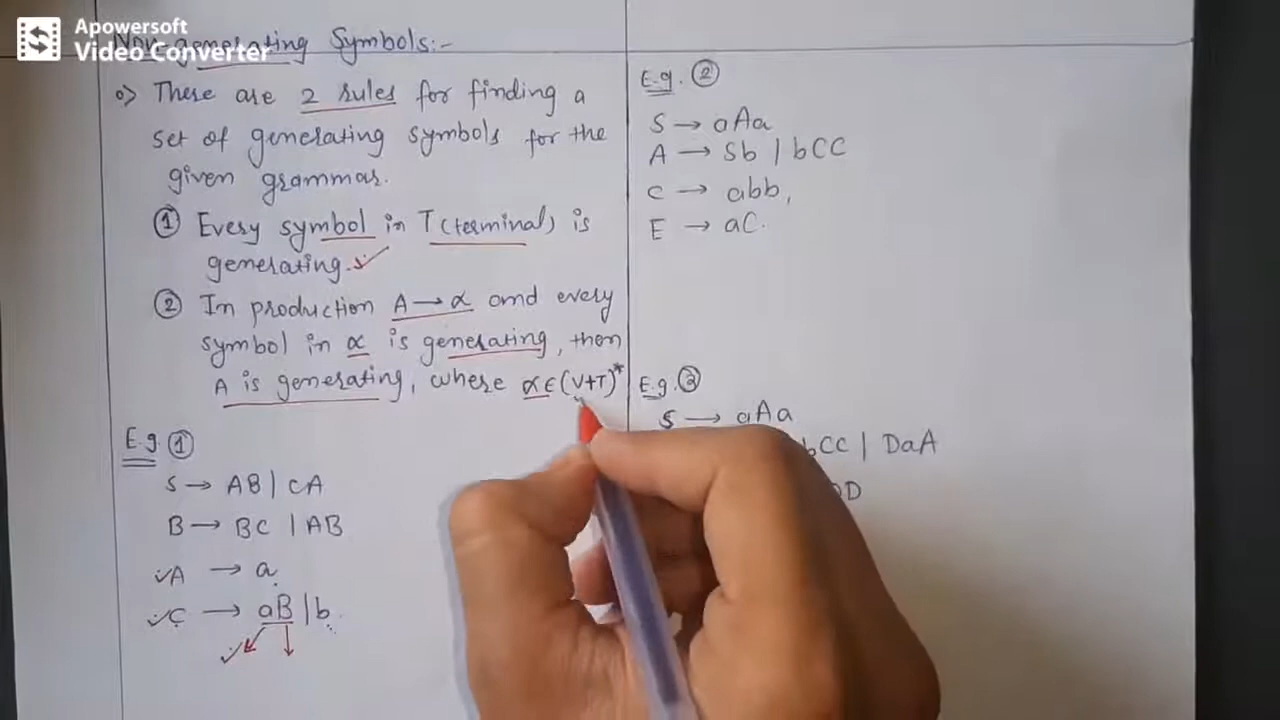 Apowersoft
Video Converter
Non generating Symbols:-
There are 2 rules for finding a
set of generating symbols for the
given grammar.
① Every symbol in T(terminal) is
generating.
② In production A → α and every
symbol in α is generating, then
A is generating, where α ∈ (V+T)*
E.g. ①
S → AB | CA
B → BC | AB
A → a
C → aB | b.
E.g. ②
S → aAa
A → Sb | bCC
C → abb,
E → aC.
E.g. ③
S → aAa
bCC | DaA
D